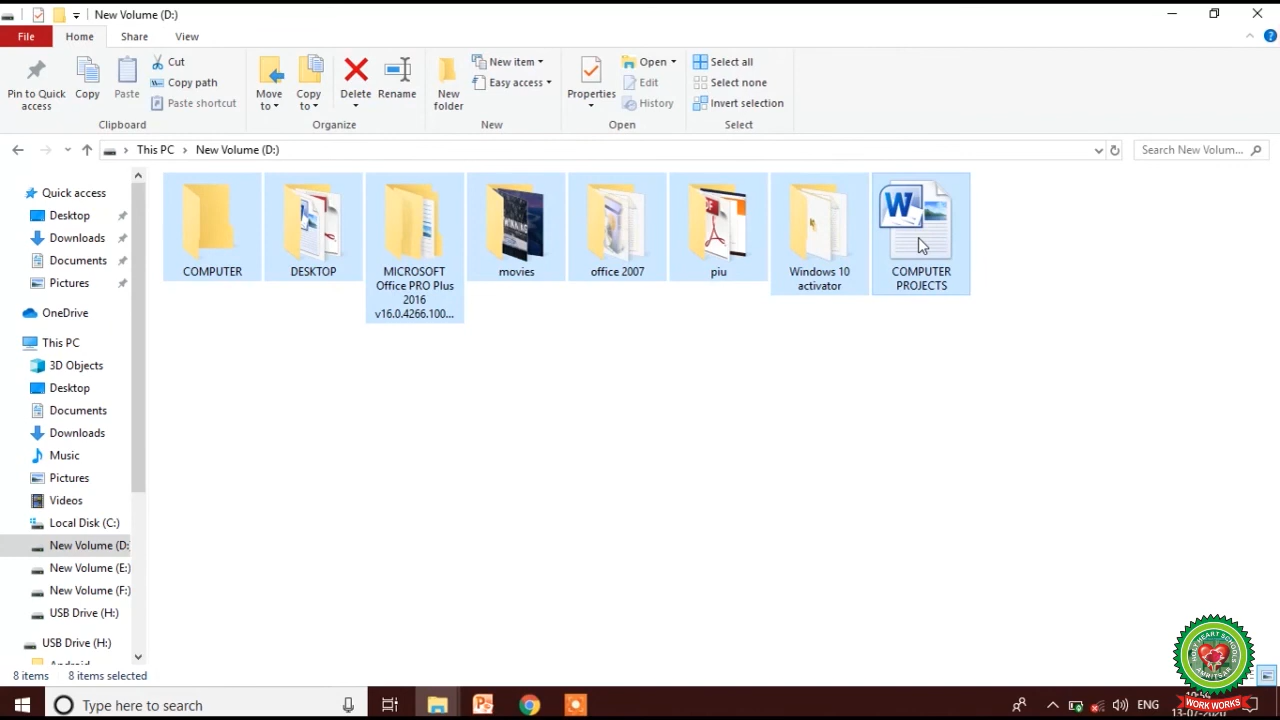 New Volume (D:)
File Home Share View
Pin to Quick access
Copy
Paste
Cut
Copy path
Paste shortcut
Clipboard
Move to
Copy to
Delete
Rename
Organize
New folder
New item
Easy access
New
Properties
Open
Edit
History
Open
Select all
Select none
Invert selection
Select
This PC > New Volume (D:)
Search New Volum...
Quick access
Desktop
Downloads
Documents
Pictures
OneDrive
This PC
3D Objects
Desktop
Documents
Downloads
Music
Pictures
Videos
Local Disk (C:)
New Volume (D:
New Volume (E:)
New Volume (F:)
USB Drive (H:)
USB Drive (H:)
Android
COMPUTER
DESKTOP
MICROSOFT
Office PRO Plus
2016
v16.0.4266.100...
movies
office 2007
piu
Windows 10
activator
COMPUTER
PROJECTS
8 items 8 items selected
Type here to search
ENG
13-07-2020
HOLY HEART SCHOOLS
AMRITSAR
WORK WORKS